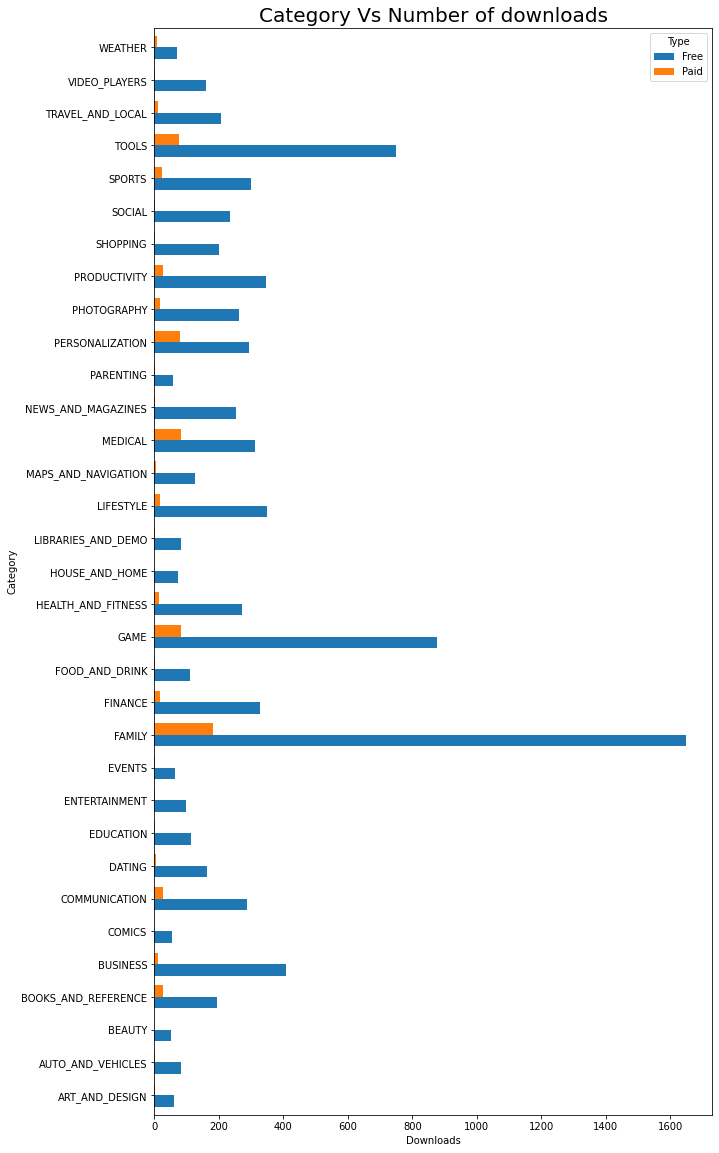 Category Vs Number of downloads
Type
Free
Paid
WEATHER
VIDEO_PLAYERS
TRAVEL_AND_LOCAL
TOOLS
SPORTS
SOCIAL
SHOPPING
PRODUCTIVITY
PHOTOGRAPHY
PERSONALIZATION
PARENTING
NEWS_AND_MAGAZINES
MEDICAL
MAPS_AND_NAVIGATION
LIFESTYLE
LIBRARIES_AND_DEMO
HOUSE_AND_HOME
HEALTH_AND_FITNESS
GAME
FOOD_AND_DRINK
FINANCE
FAMILY
EVENTS
ENTERTAINMENT
EDUCATION
DATING
COMMUNICATION
COMICS
BUSINESS
BOOKS_AND_REFERENCE
BEAUTY
AUTO_AND_VEHICLES
ART_AND_DESIGN
Category
0 200 400 600 800 1000 1200 1400 1600
Downloads